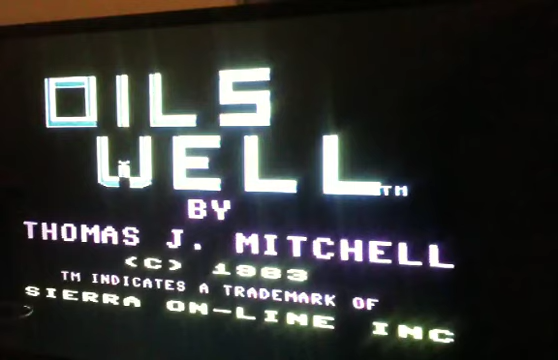 OILS
WELL TM
BY
THOMAS J. MITCHELL
<C> 1983
TM INDICATES A TRADEMARK OF
SIERRA ON-LINE INC